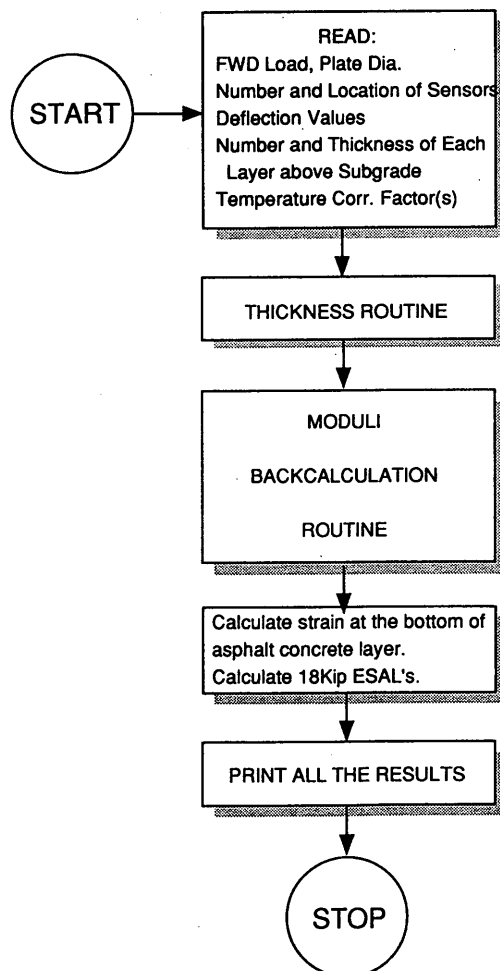 START
READ:
FWD Load, Plate Dia.
Number and Location of Sensors
Deflection Values
Number and Thickness of Each
Layer above Subgrade
Temperature Corr. Factor(s)
THICKNESS ROUTINE
MODULI
BACKCALCULATION
ROUTINE
Calculate strain at the bottom of
asphalt concrete layer.
Calculate 18Kip ESAL's.
PRINT ALL THE RESULTS
STOP